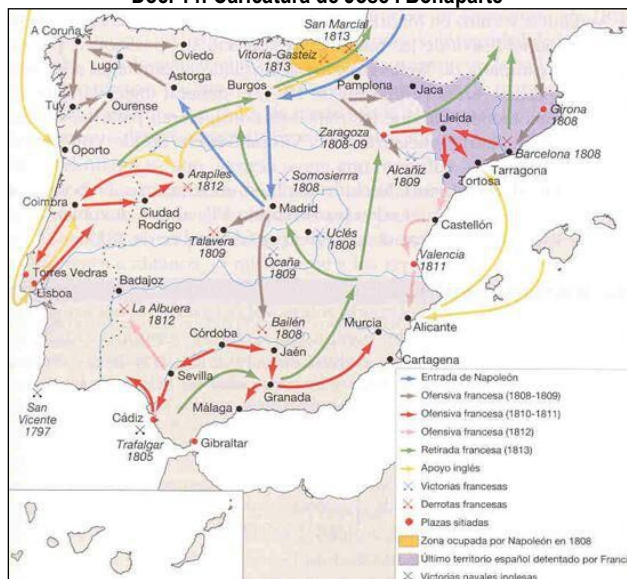 Doc. 11. Caricatura de José I Bonaparte
San Marcial
1813
A Coruña
Oviedo
Vitoria-Gasteiz
1813
Lugo
Astorga
Burgos
Pamplona
Jaca
Tuy
Ourense
Girona
1808
Zaragoza
1808-09
Lleida
Oporto
Barcelona 1808
Arapiles
1812
Somosierra
1808
Alcañiz
1809
Tarragona
Tortosa
Coimbra
Ciudad
Rodrigo
Madrid
Talavera
1809
Uclés
1808
Castellón
Ocaña
1809
Valencia
1811
Torres Vedras
Lisboa
Badajoz
La Albuera
1812
Bailén
1808
Murcia
Alicante
Córdoba
Jaén
Cartagena
Sevilla
Granada
San
Vicente
1797
Cádiz
Málaga
Trafalgar
1805
Gibraltar
Entrada de Napoleón
Ofensiva francesa (1808-1809)
Ofensiva francesa (1810-1811)
Ofensiva francesa (1812)
Retirada francesa (1813)
Apoyo inglés
Victorias francesas
Derrotas francesas
Plazas sitiadas
Zona ocupada por Napoleón en 1808
Último territorio español detentado por Franci
Victorias navales inglesas